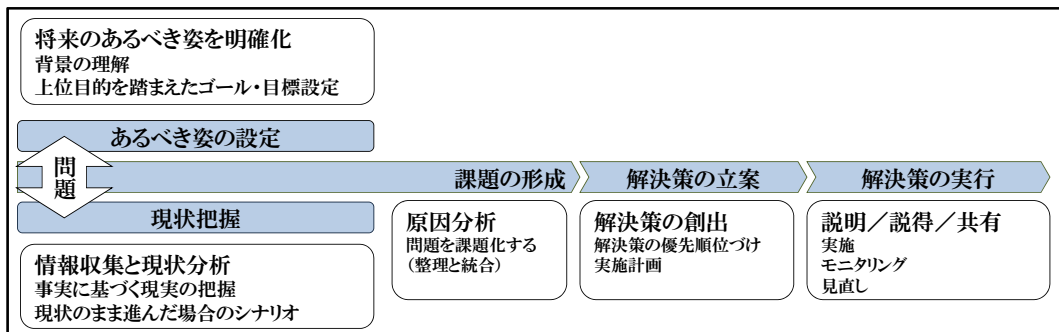 将来のあるべき姿を明確化
背景の理解
上位目的を踏まえたゴール・目標設定
あるべき姿の設定
問題
課題の形成
解決策の立案
解決策の実行
現状把握
情報収集と現状分析
事実に基づく現実の把握
現状のまま進んだ場合のシナリオ
原因分析
問題を課題化する
(整理と統合)
解決策の創出
解決策の優先順位づけ
実施計画
説明／説得／共有
実施
モニタリング
見直し